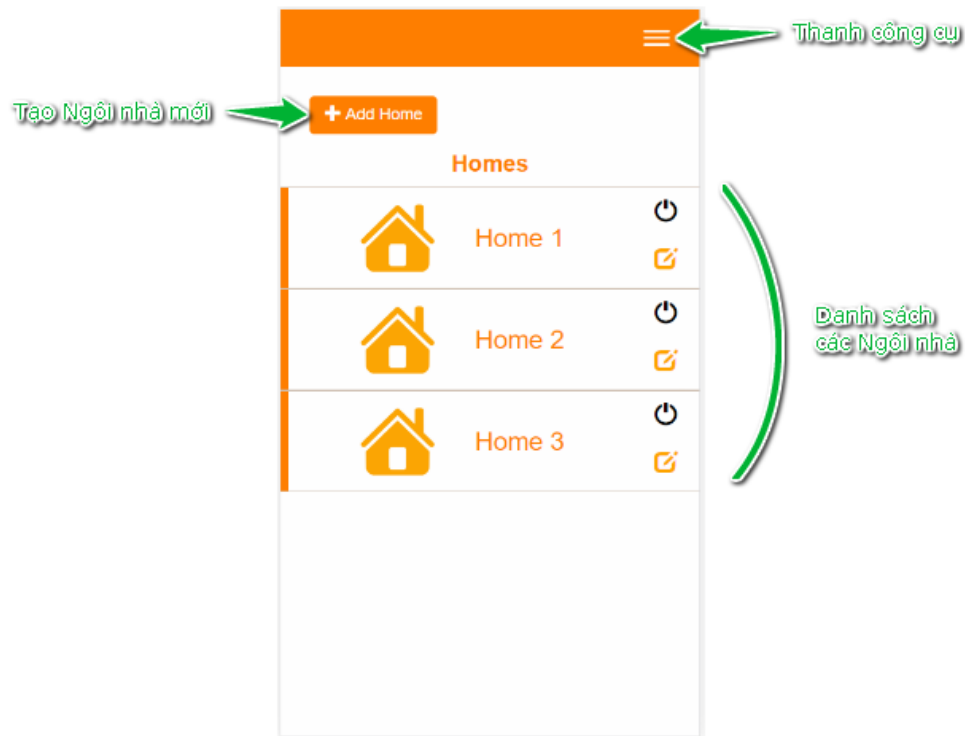 Thanh công cụ
Tạo Ngôi nhà mới
Add Home
Homes
Home 1
Home 2
Home 3
Danh sách
các Ngôi nhà